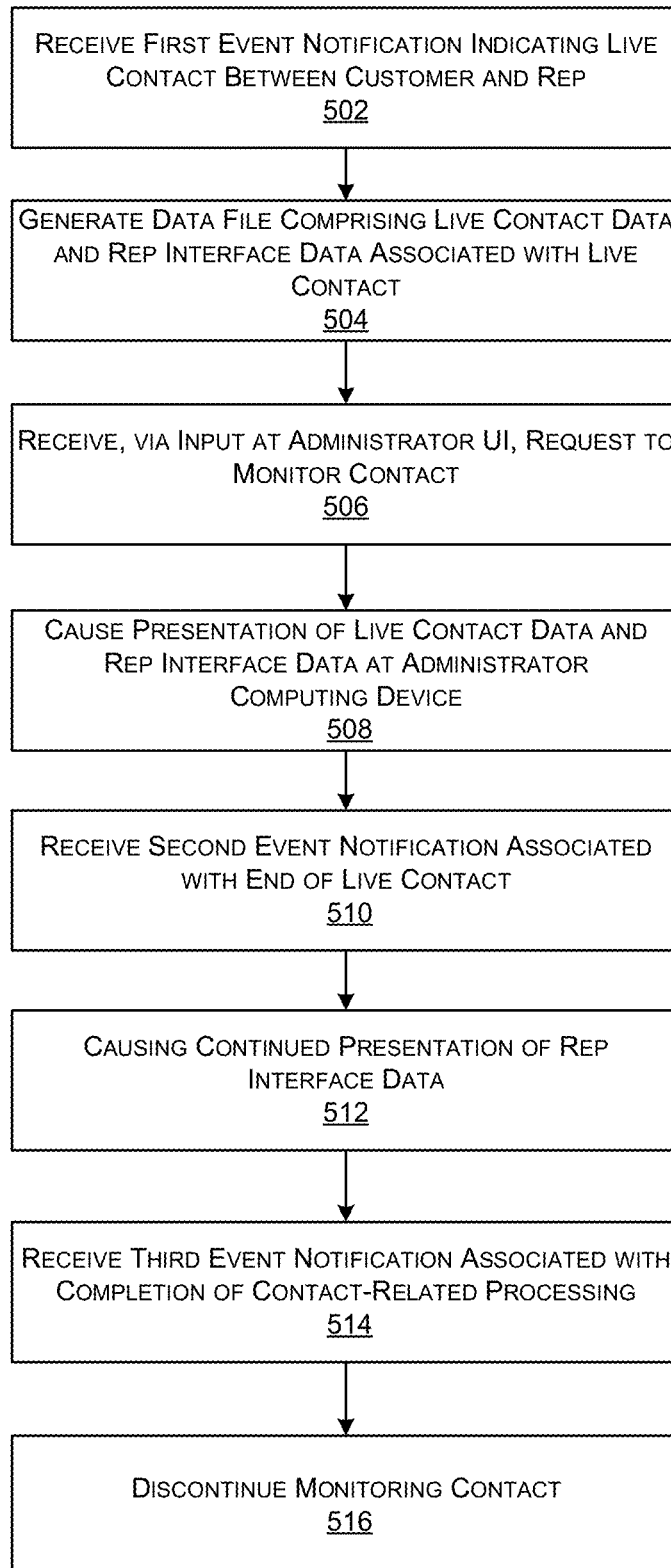 RECEIVE FIRST EVENT NOTIFICATION INDICATING LIVE
CONTACT BETWEEN CUSTOMER AND REP
502
GENERATE DATA FILE COMPRISING LIVE CONTACT DATA
AND REP INTERFACE DATA ASSOCIATED WITH LIVE
CONTACT
504
RECEIVE, VIA INPUT AT ADMINISTRATOR UI, REQUEST TO
MONITOR CONTACT
506
CAUSE PRESENTATION OF LIVE CONTACT DATA AND
REP INTERFACE DATA AT ADMINISTRATOR
COMPUTING DEVICE
508
RECEIVE SECOND EVENT NOTIFICATION ASSOCIATED
WITH END OF LIVE CONTACT
510
CAUSING CONTINUED PRESENTATION OF REP
INTERFACE DATA
512
RECEIVE THIRD EVENT NOTIFICATION ASSOCIATED WITH
COMPLETION OF CONTACT-RELATED PROCESSING
514
DISCONTINUE MONITORING CONTACT
516